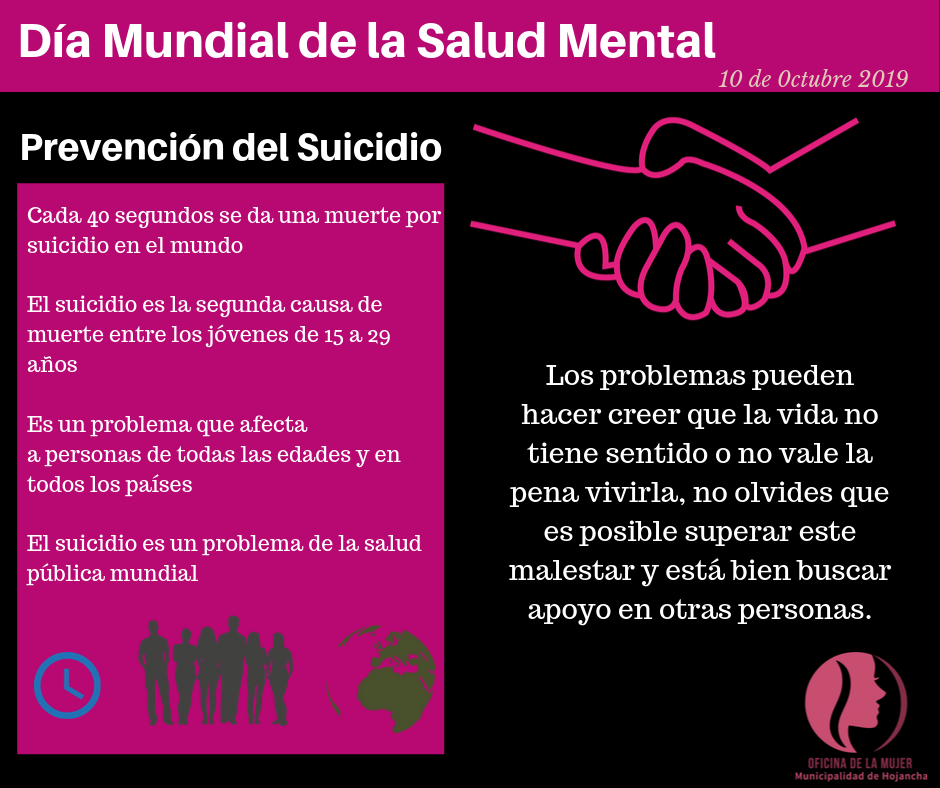 Día Mundial de la Salud Mental
10 de Octubre 2019
Prevención del Suicidio
Cada 40 segundos se da una muerte por
suicidio en el mundo
El suicidio es la segunda causa de
muerte entre los jóvenes de 15 a 29
años
Es un problema que afecta
a personas de todas las edades y en
todos los países
El suicidio es un problema de la salud
pública mundial
Los problemas pueden
hacer creer que la vida no
tiene sentido o no vale la
pena vivirla, no olvides que
es posible superar este
malestar y está bien buscar
apoyo en otras personas.
OFICINA DE LA MUJER
Municipalidad de Hojancha